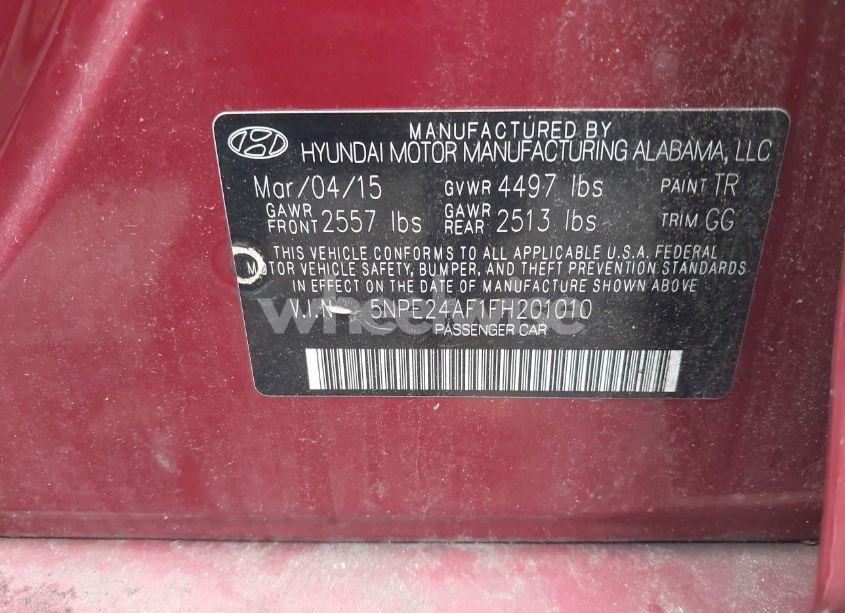 MANUFACTURED BY
HYUNDAI MOTOR MANUFACTURING ALABAMA, LLC
Mar/04/15 GVWR 4497 lbs PAINT TR
GAWR FRONT 2557 lbs GAWR REAR 2513 lbs TRIM GG
THIS VEHICLE CONFORMS TO ALL APPLICABLE U.S.A. FEDERAL
MOTOR VEHICLE SAFETY, BUMPER, AND THEFT PREVENTION STANDARDS
IN EFFECT ON THE DATE OF MANUFACTURE SHOWN ABOVE
V.I.N 5NPE24AF1FH201010
PASSENGER CAR